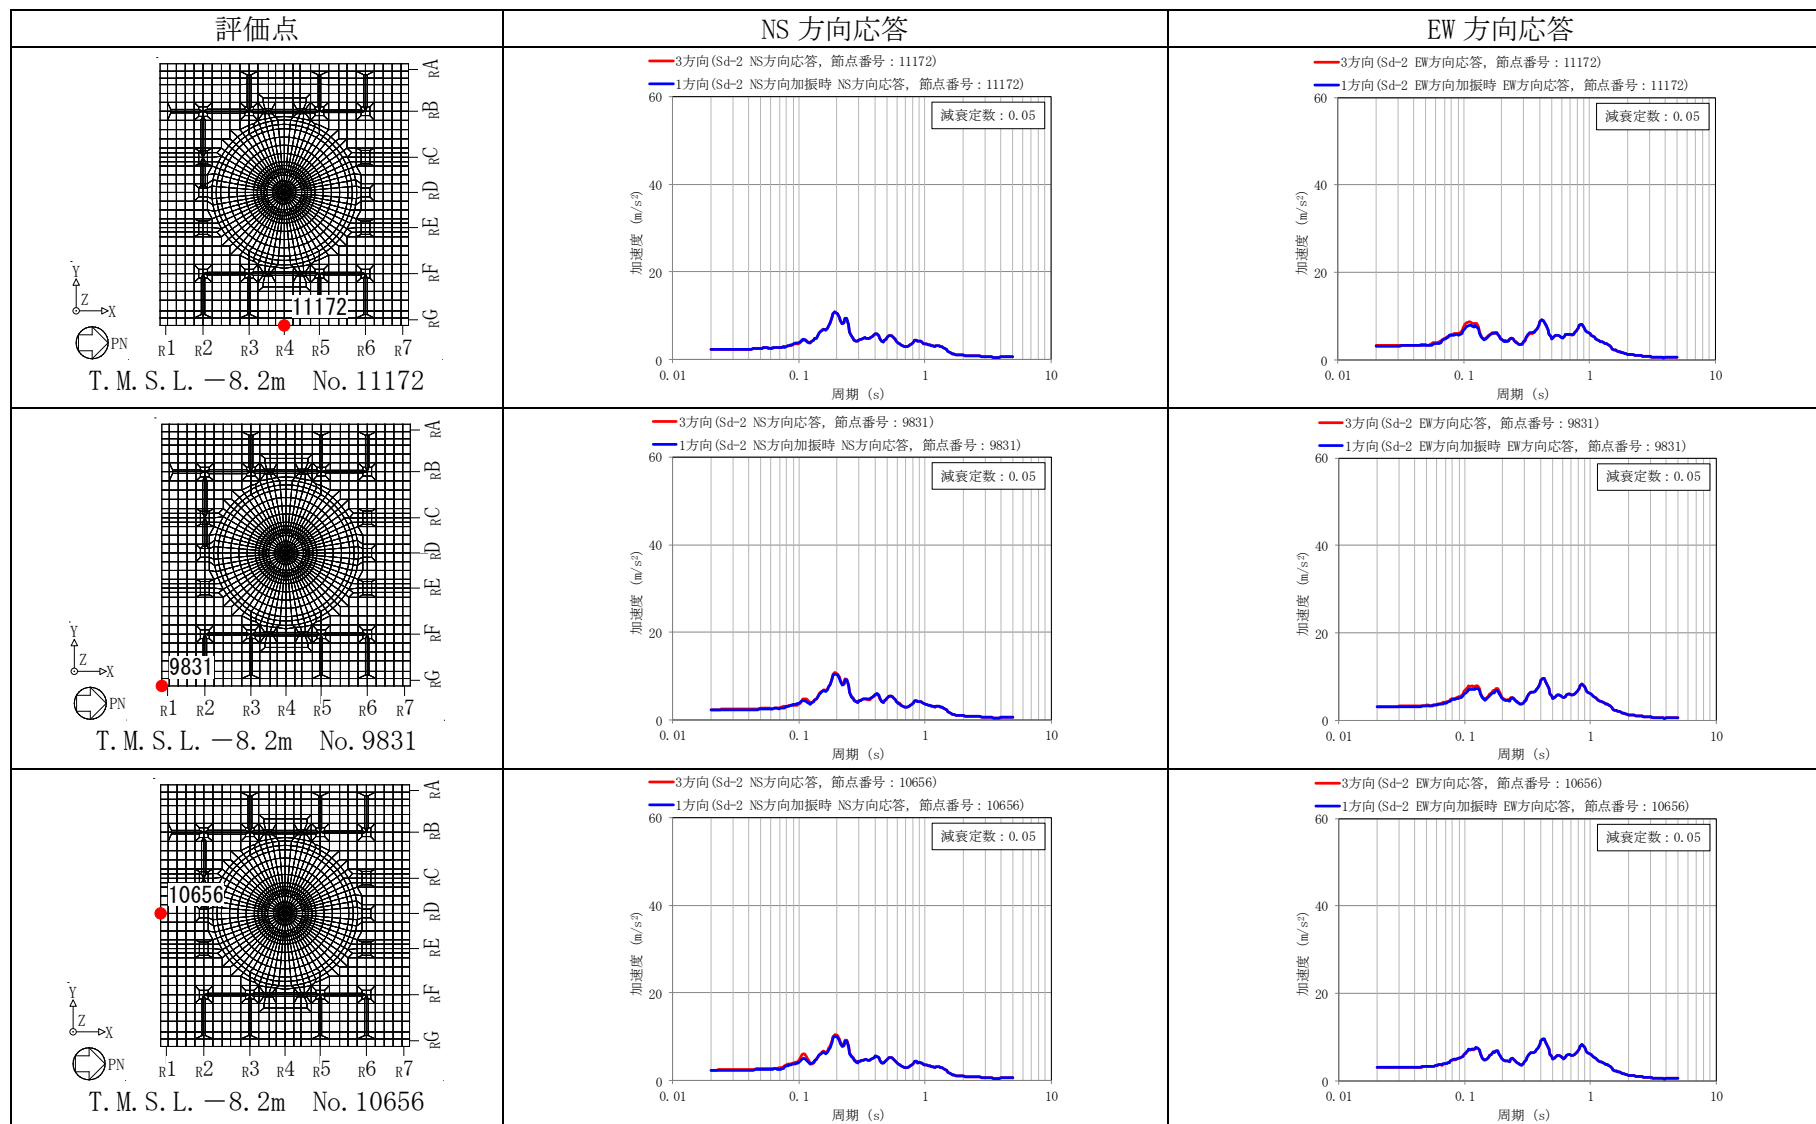 評価点
NS 方向応答
EW 方向応答
RA
RB
RC
RD
RE
RF
RG
11172
Y
Z
X
PN
R1 R2 R3 R4 R5 R6 R7
T.M.S.L.-8.2m No.11172
3方向(Sd-2 NS方向応答, 節点番号:11172)
1方向(Sd-2 NS方向加振時 NS方向応答, 節点番号:11172)
減衰定数:0.05
加速度 (m/s²)
60
40
20
0
0.01 0.1 1 10
周期 (s)
3方向(Sd-2 EW方向応答, 節点番号:11172)
1方向(Sd-2 EW方向加振時 EW方向応答, 節点番号:11172)
減衰定数:0.05
加速度 (m/s²)
60
40
20
0
0.01 0.1 1 10
周期 (s)
RA
RB
RC
RD
RE
RF
RG
9831
Y
Z
X
PN
R1 R2 R3 R4 R5 R6 R7
T.M.S.L.-8.2m No.9831
3方向(Sd-2 NS方向応答, 節点番号:9831)
1方向(Sd-2 NS方向加振時 NS方向応答, 節点番号:9831)
減衰定数:0.05
加速度 (m/s²)
60
40
20
0
0.01 0.1 1 10
周期 (s)
3方向(Sd-2 EW方向応答, 節点番号:9831)
1方向(Sd-2 EW方向加振時 EW方向応答, 節点番号:9831)
減衰定数:0.05
加速度 (m/s²)
60
40
20
0
0.01 0.1 1 10
周期 (s)
RA
RB
RC
RD
RE
RF
RG
10656
Y
Z
X
PN
R1 R2 R3 R4 R5 R6 R7
T.M.S.L.-8.2m No.10656
3方向(Sd-2 NS方向応答, 節点番号:10656)
1方向(Sd-2 NS方向加振時 NS方向応答, 節点番号:10656)
減衰定数:0.05
加速度 (m/s²)
60
40
20
0
0.01 0.1 1 10
周期 (s)
3方向(Sd-2 EW方向応答, 節点番号:10656)
1方向(Sd-2 EW方向加振時 EW方向応答, 節点番号:10656)
減衰定数:0.05
加速度 (m/s²)
60
40
20
0
0.01 0.1 1 10
周期 (s)